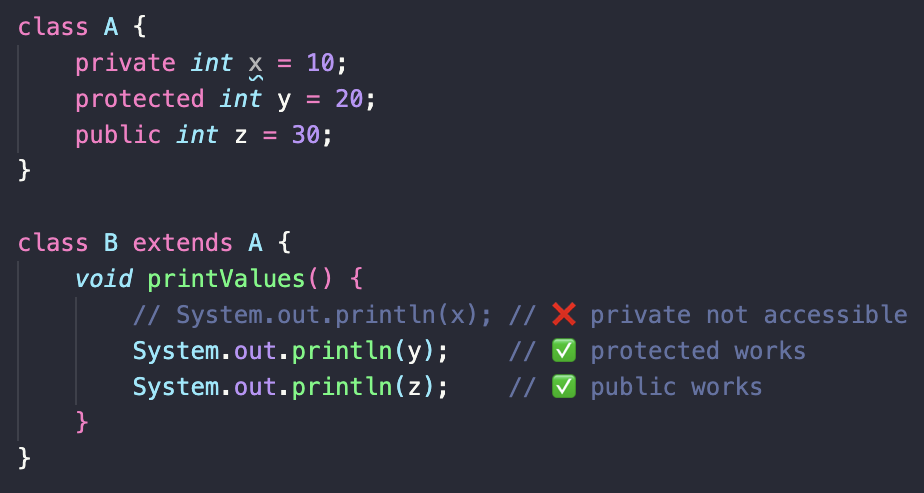 class A {
    private int x = 10;
    protected int y = 20;
    public int z = 30;
}

class B extends A {
    void printValues() {
        // System.out.println(x); // ❌ private not accessible
        System.out.println(y);    // ✅ protected works
        System.out.println(z);    // ✅ public works
    }
}